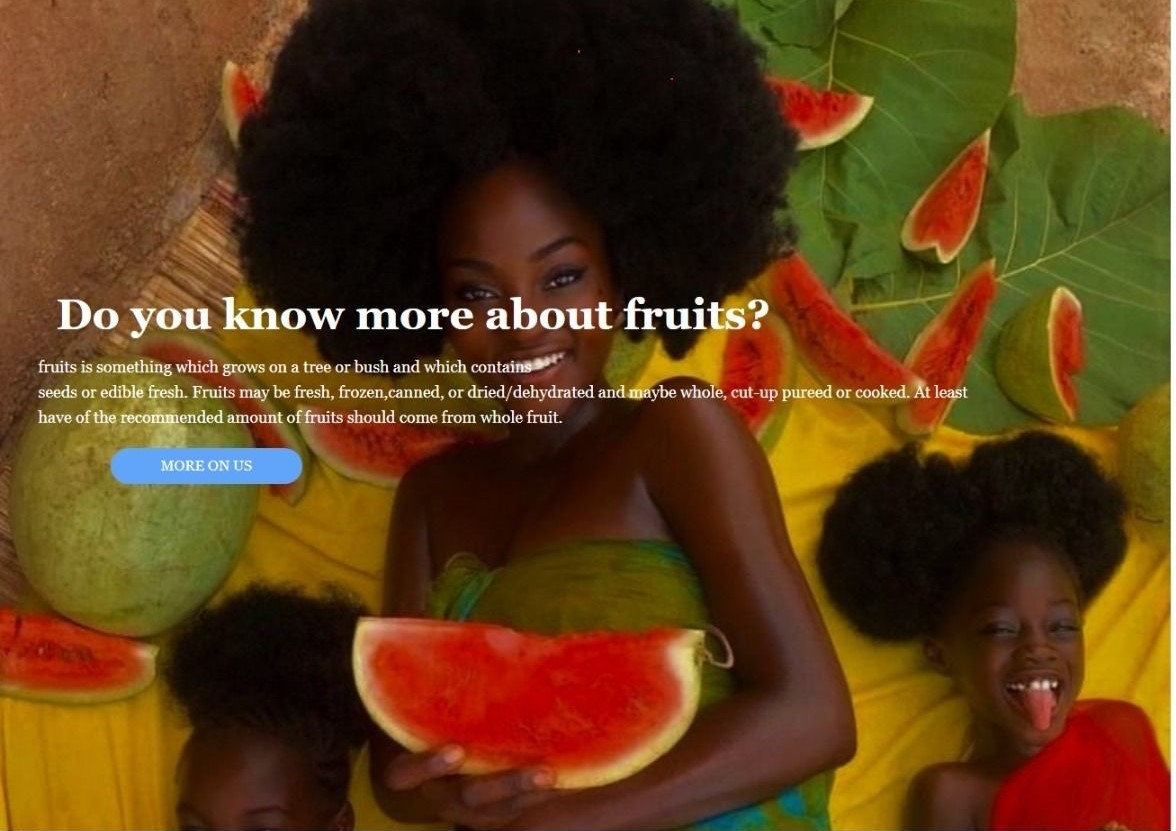 Do you know more about fruits?
fruits is something which grows on a tree or bush and which contains
seeds or edible fresh. Fruits may be fresh, frozen,canned, or dried/dehydrated and maybe whole, cut-up pureed or cooked. At least
have of the recommended amount of fruits should come from whole fruit.
MORE ON US